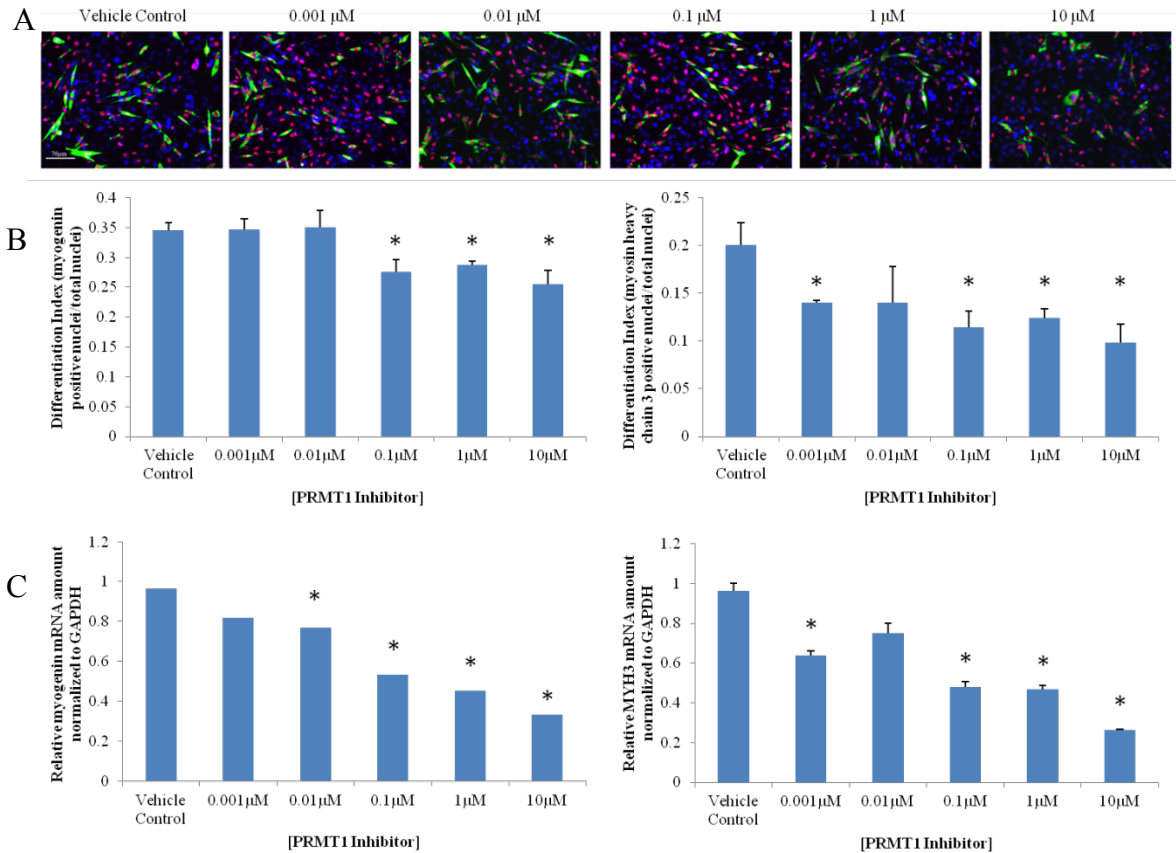 A
Vehicle Control 0.001 µM 0.01 µM 0.1 µM 1 µM 10 µM
70µm
B
Differentiation Index (myogenin
positive nuclei/total nuclei)
0.4
0.35
0.3
0.25
0.2
0.15
0.1
0.05
0
* * *
Vehicle
Control
0.001µM 0.01µM 0.1µM 1µM 10µM
[PRMT1 Inhibitor]
Differentiation Index (myosin heavy
chain 3 positive nuclei/total nuclei)
0.25
0.2
0.15
0.1
0.05
0
* * * *
Vehicle
Control
0.001µM 0.01µM 0.1µM 1µM 10µM
[PRMT1 Inhibitor]
C
Relative myogenin mRNA amount
normalized to GAPDH
1.2
1
0.8
0.6
0.4
0.2
0
* * * *
Vehicle
Control
0.001µM 0.01µM 0.1µM 1µM 10µM
[PRMT1 Inhibitor]
Relative MYH3 mRNA amount
normalized to GAPDH
1.2
1
0.8
0.6
0.4
0.2
0
* * * *
Vehicle
Control
0.001µM 0.01µM 0.1µM 1µM 10µM
[PRMT1 Inhibitor]